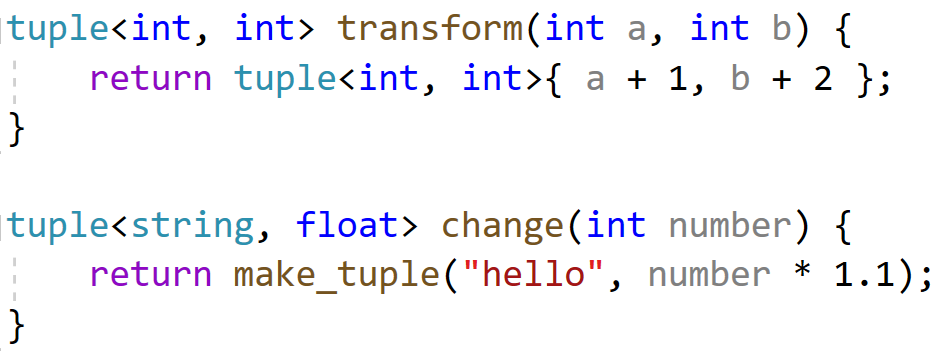 tuple<int, int> transform(int a, int b) {
    return tuple<int, int>{ a + 1, b + 2 };
}

tuple<string, float> change(int number) {
    return make_tuple("hello", number * 1.1);
}